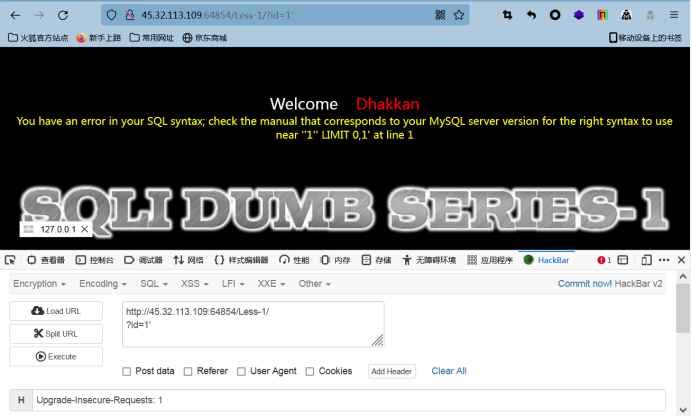 45.32.113.109:64854/Less-1/?id=1'
火狐官方站点 新手上路 常用网址 京东商城 移动设备上的书签
Welcome Dhakkan
You have an error in your SQL syntax; check the manual that corresponds to your MySQL server version for the right syntax to use
near ''1'' LIMIT 0,1' at line 1
SQLI DUMB SERIES-1
127.0.0.1
查看器 控制台 调试器 网络 样式编辑器 性能 内存 存储 无障碍环境 应用程序 HackBar 1
Encryption Encoding SQL XSS LFI XXE Other Commit now! HackBar v2
Load URL
Split URL
Execute
http://45.32.113.109:64854/Less-1/
?id=1'
Post data Referer User Agent Cookies Add Header Clear All
H Upgrade-Insecure-Requests: 1